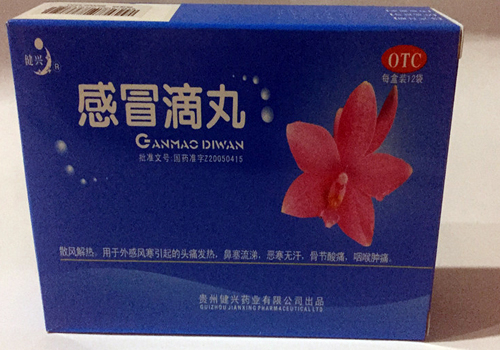 健兴
R
OTC
每盒装12袋
感冒滴丸
GANMAO DIWAN
批准文号:国药准字Z20050415
散风解热。用于外感风寒引起的头痛发热，鼻塞流涕，恶寒无汗，骨节酸痛，咽喉肿痛。
贵州健兴药业有限公司出品
GUIZHOU JIANXING PHARMACEUTICAL LTD